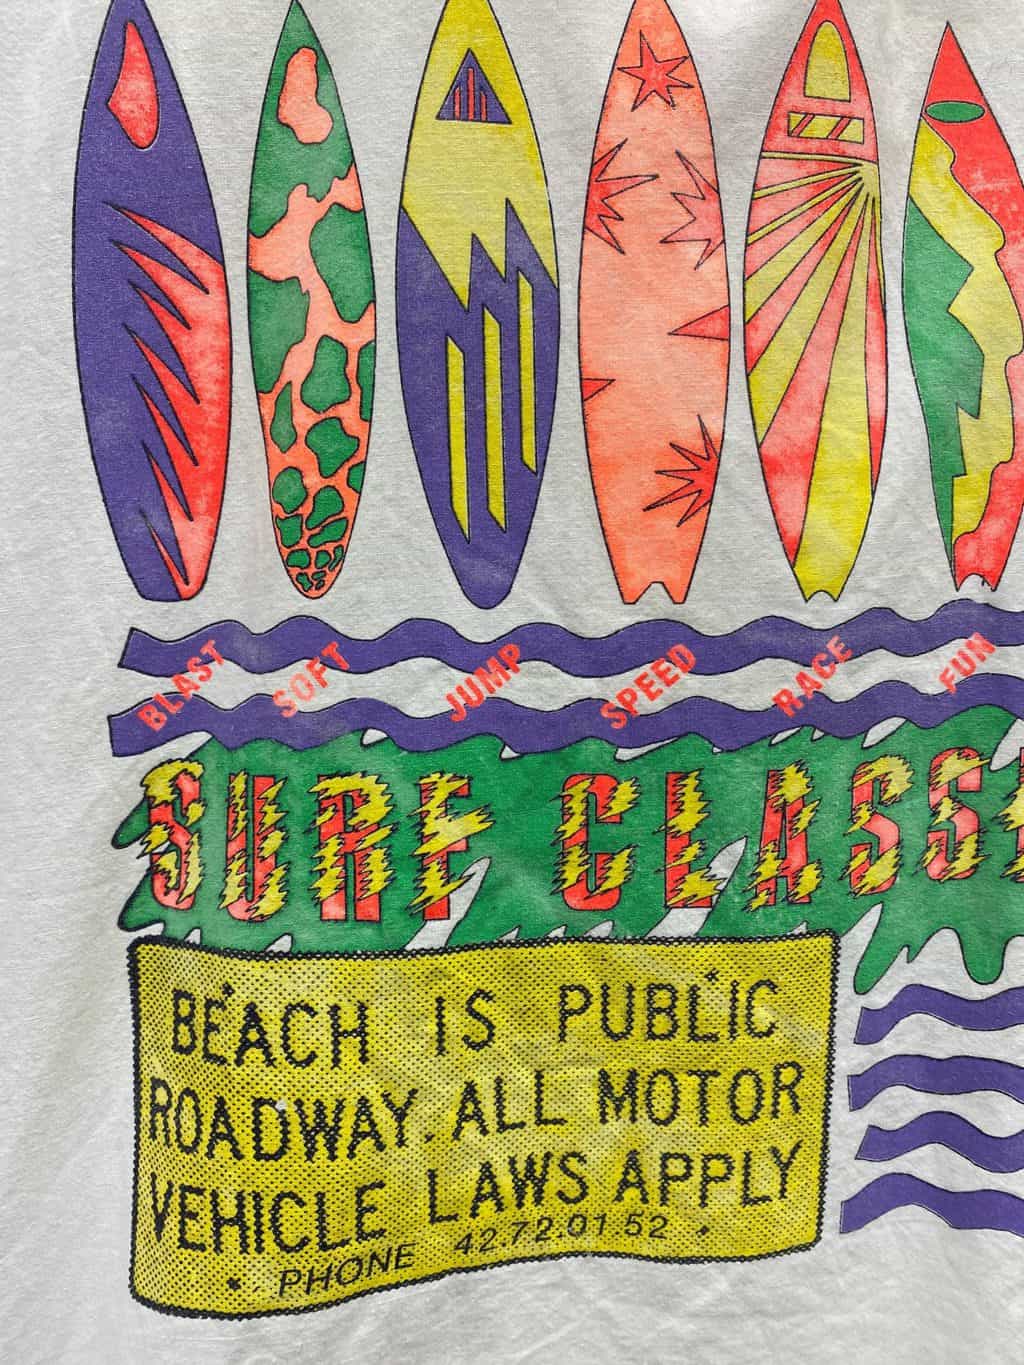 BLAST SOFT JUMP SPEED RACE FUN
SURF CLASS
BEACH IS PUBLIC
ROADWAY. ALL MOTOR
VEHICLE LAWS APPLY
PHONE 42.72.01.52